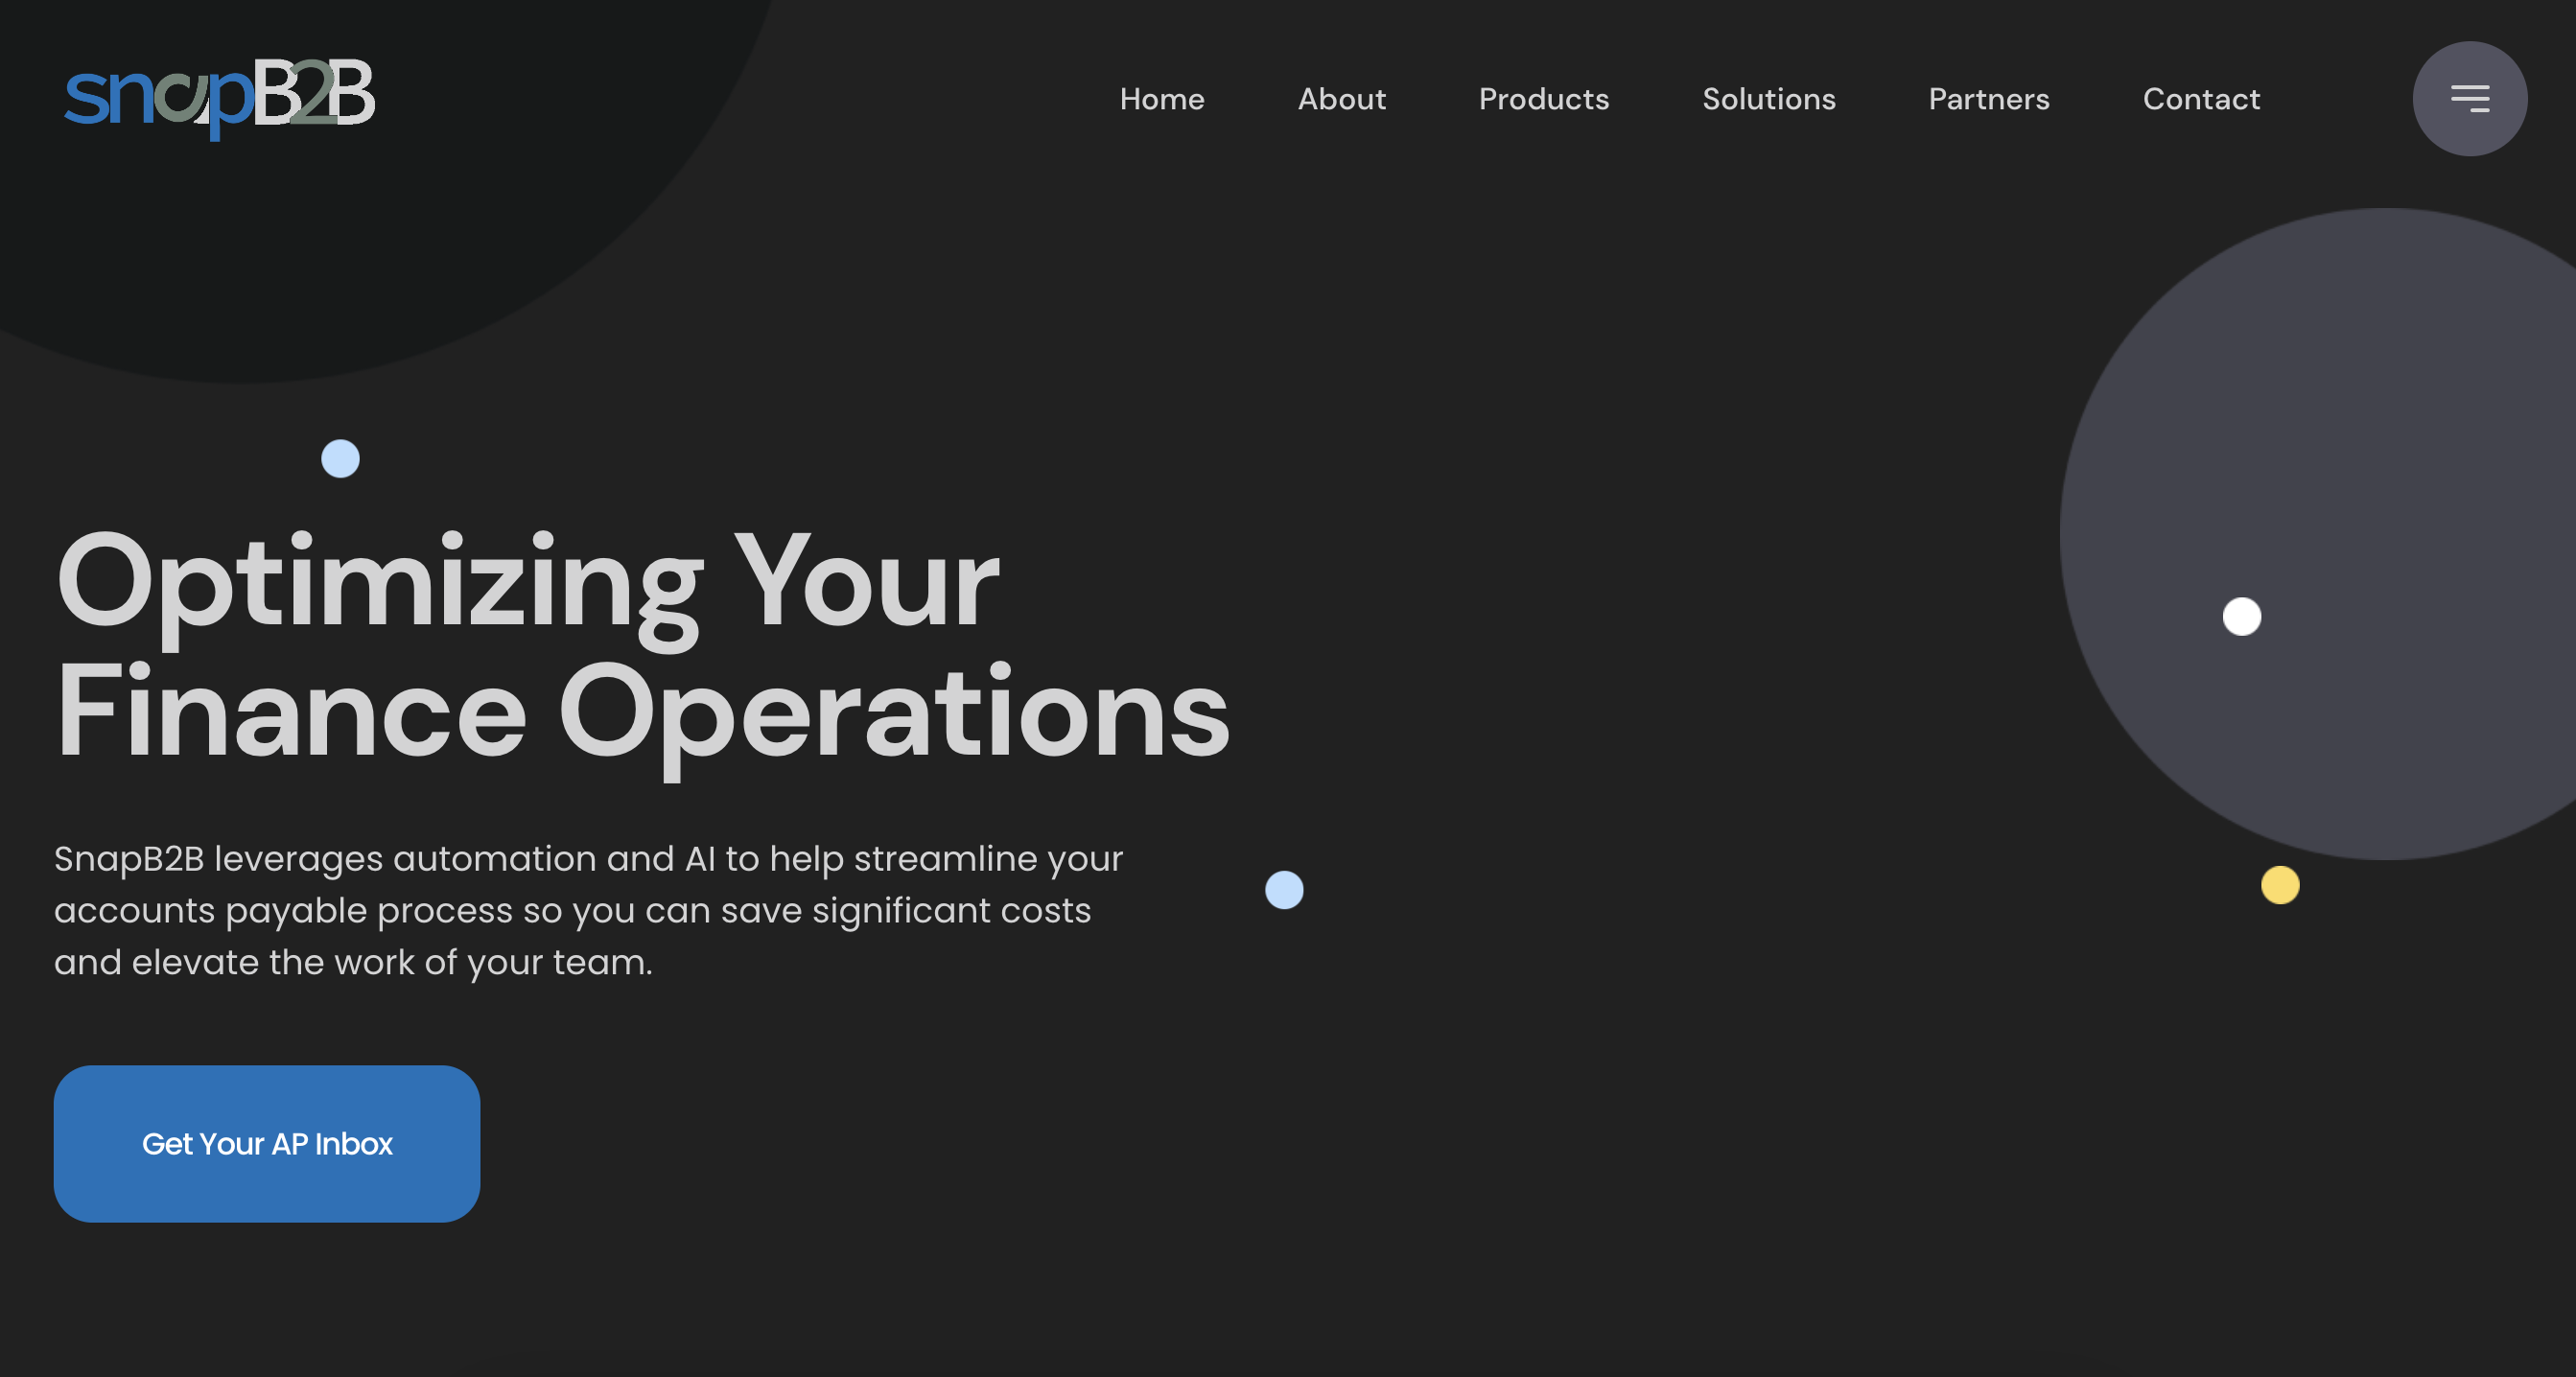 snapB2B
Home About Products Solutions Partners Contact
Optimizing Your
Finance Operations
SnapB2B leverages automation and AI to help streamline your
accounts payable process so you can save significant costs
and elevate the work of your team.
Get Your AP Inbox